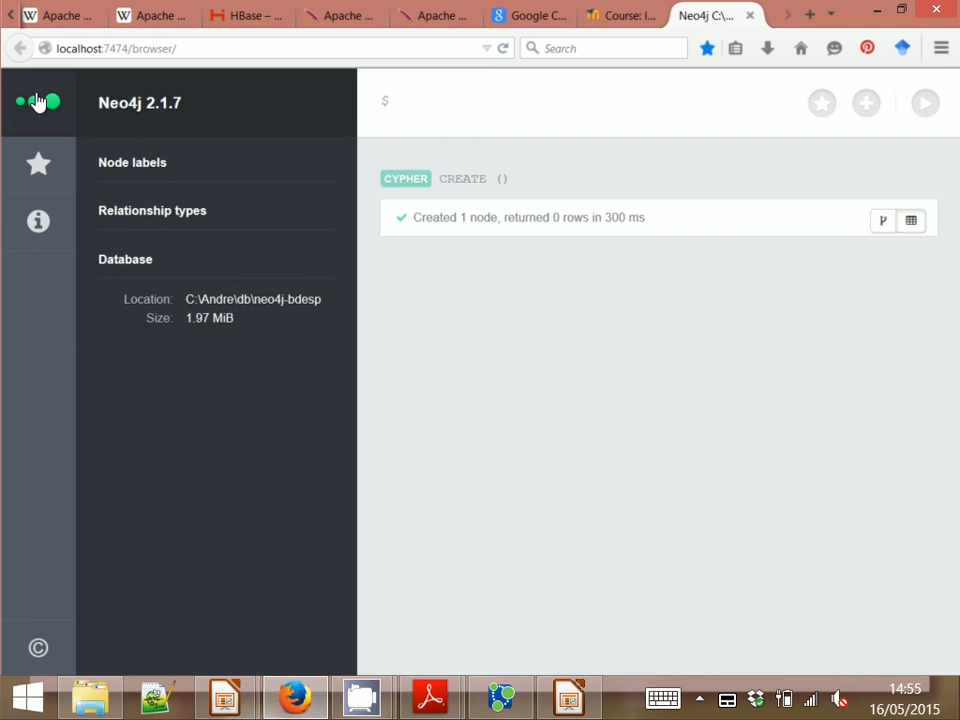 Apache ...
Apache ...
HBase – ...
Apache ...
Apache ...
Google C...
Course: I...
Neo4j C:\...
localhost:7474/browser/
Search
Neo4j 2.1.7
$
Node labels
CYPHER CREATE ()
Relationship types
Created 1 node, returned 0 rows in 300 ms
Database
Location: C:\Andre\db\neo4j-bdesp
Size: 1.97 MiB
14:55
16/05/2015